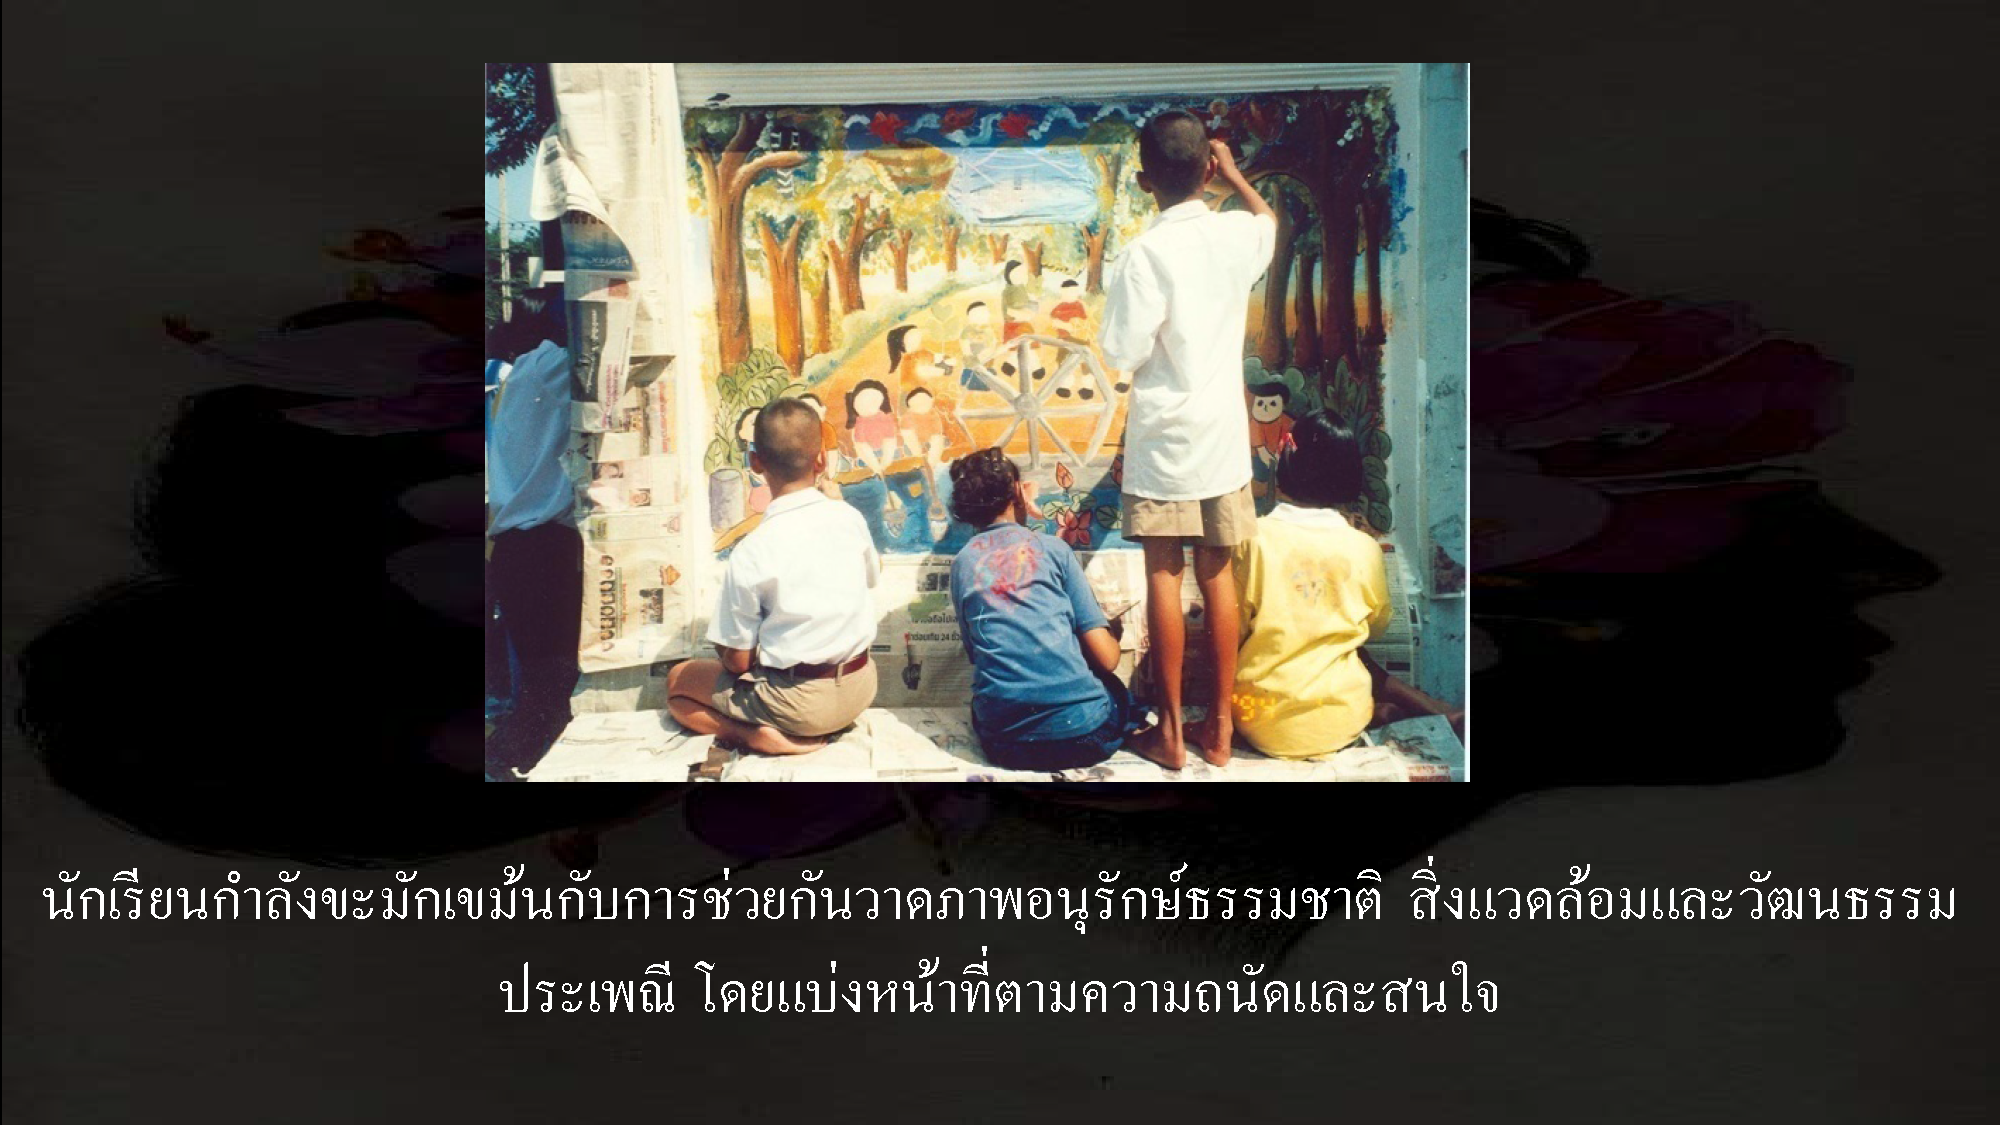 '94
นักเรียนกำลังขะมักเขม้นกับการช่วยกันวาดภาพอนุรักษ์ธรรมชาติ สิ่งแวดล้อมและวัฒนธรรม
ประเพณี โดยแบ่งหน้าที่ตามความถนัดและสนใจ